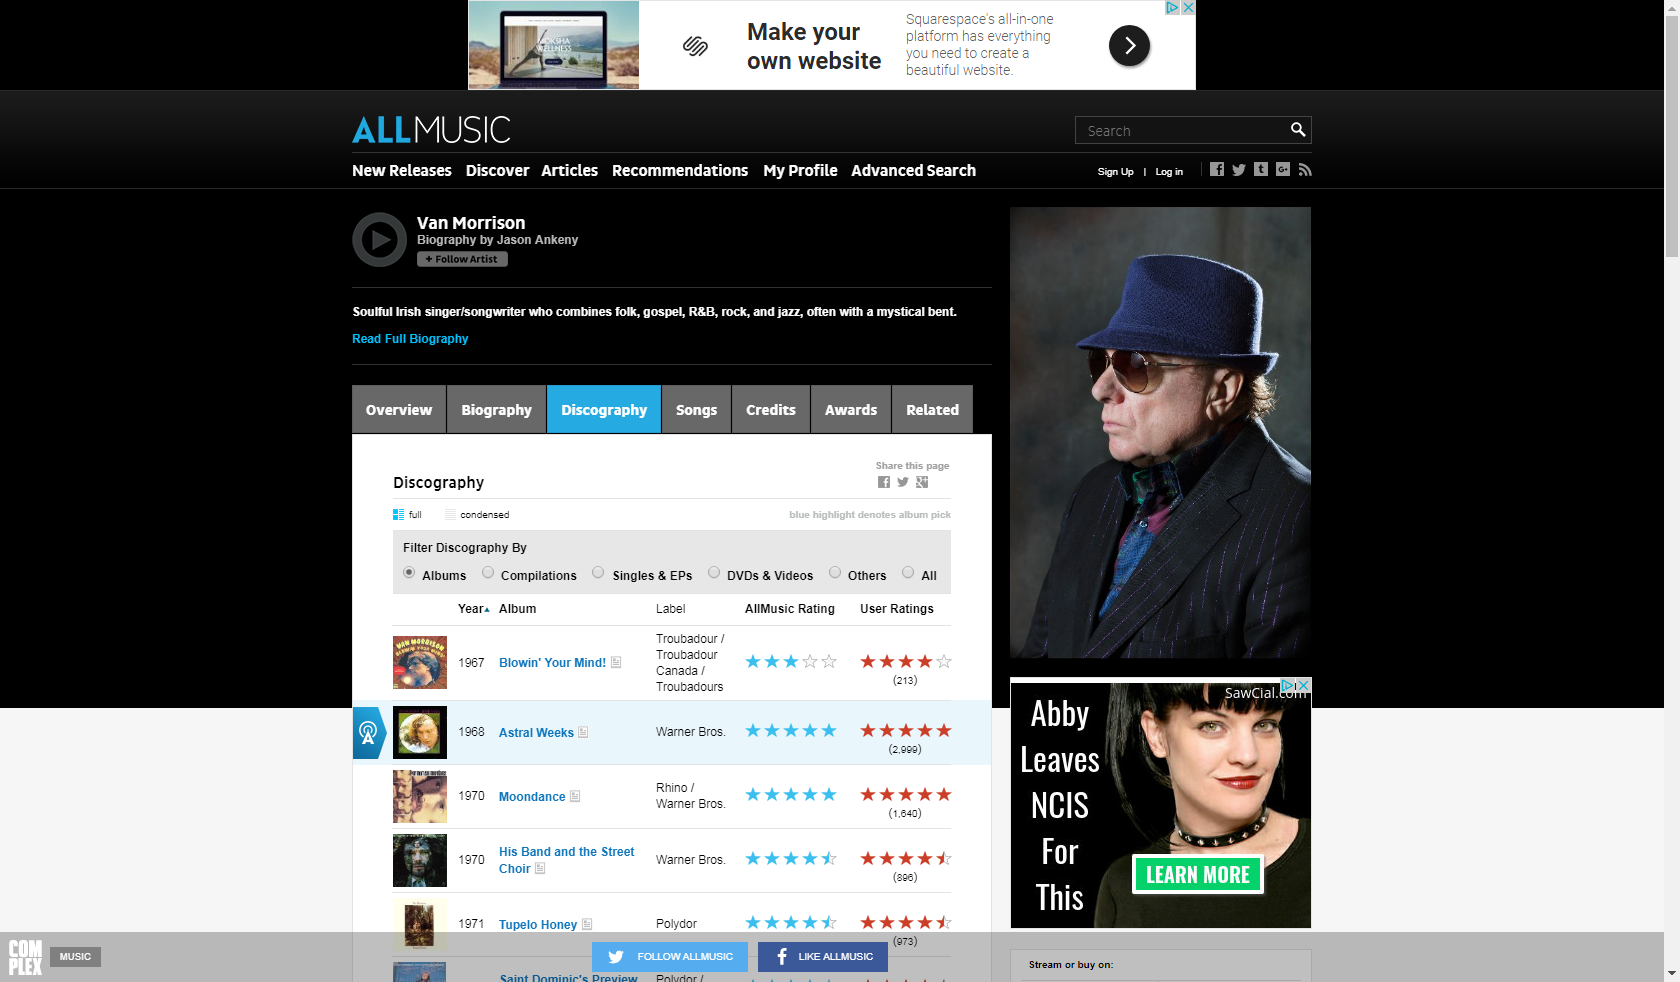 MOKSHA
WELLNESS
Make your
own website
Squarespace's all-in-one
platform has everything
you need to create a
beautiful website.
ALLMUSIC
Search
New Releases Discover Articles Recommendations My Profile Advanced Search
Sign Up | Log in
Van Morrison
Biography by Jason Ankeny
+ Follow Artist
Soulful Irish singer/songwriter who combines folk, gospel, R&B, rock, and jazz, often with a mystical bent.
Read Full Biography
Overview Biography Discography Songs Credits Awards Related
Share this page
Discography
full condensed blue highlight denotes album pick
Filter Discography By
Albums Compilations Singles & EPs DVDs & Videos Others All
Year Album Label AllMusic Rating User Ratings
VAN MORRISON
1967 Blowin' Your Mind! Troubadour /
Troubadour
Canada /
Troubadours
(213)
1968 Astral Weeks Warner Bros.
(2,999)
1970 Moondance Rhino /
Warner Bros.
(1,640)
1970 His Band and the Street
Choir Warner Bros.
(896)
1971 Tupelo Honey Polydor
(973)
Saint Dominic's Preview Polydor /
SawCial.com
Abby
Leaves
NCIS
For
This
LEARN MORE
Stream or buy on:
COM
PLEX
MUSIC
FOLLOW ALLMUSIC
LIKE ALLMUSIC